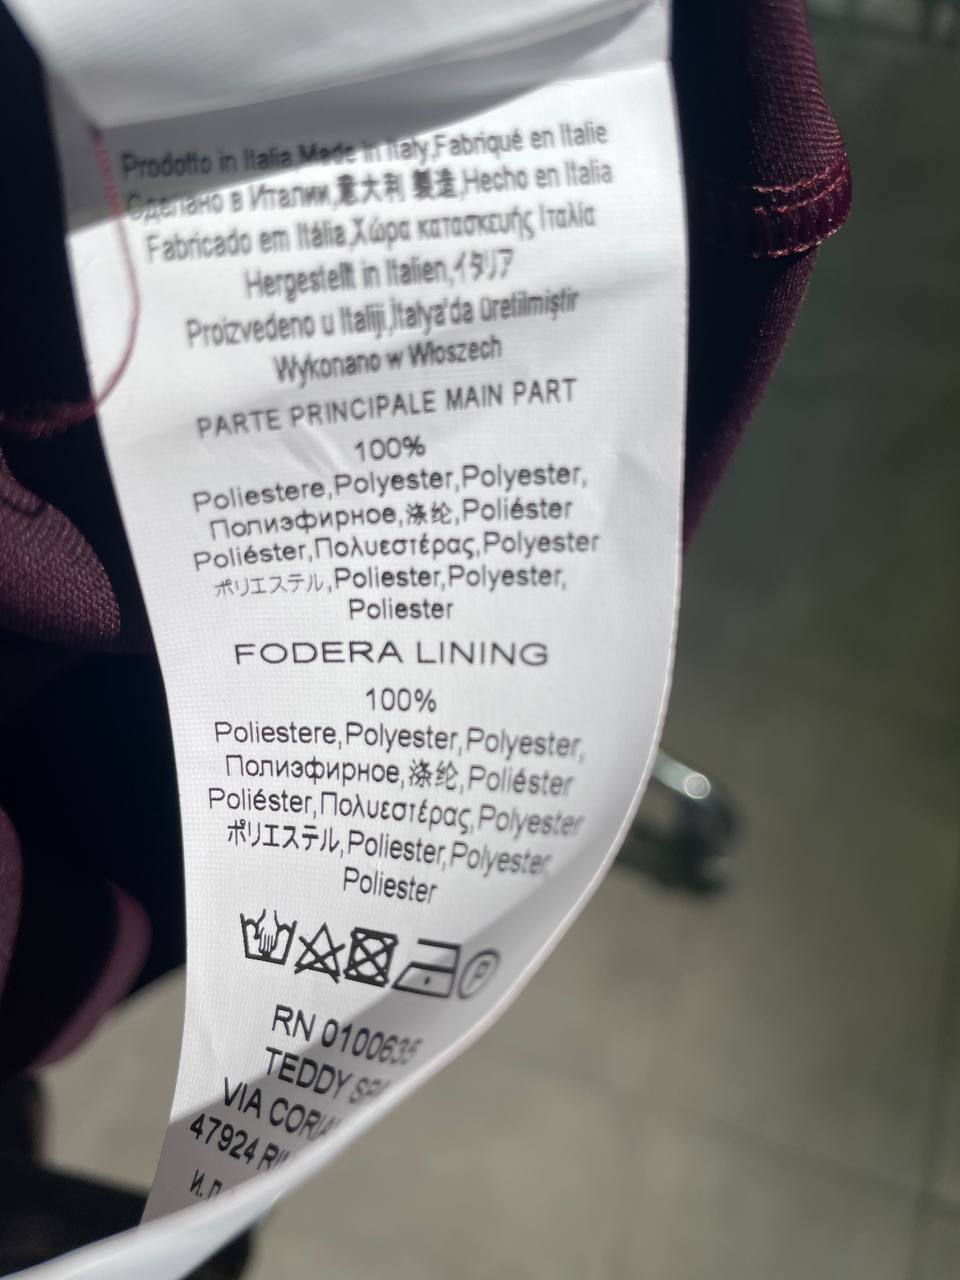 Prodotto in Italia,Made in Italy,Fabriqué en Italie
Сделано в Италии,意大利 製造,Hecho en Italia
Fabricado em Itália,Χώρα κατασκευής Ιταλία
Hergestellt in Italien,イタリア
Proizvedeno u Italiji,İtalya'da üretilmiştir
Wykonano w Włoszech
PARTE PRINCIPALE MAIN PART
100%
Poliestere,Polyester,Polyester,
Полиэфирное,涤纶,Poliéster
Poliéster,Πολυεστέρας,Polyester
ポリエステル,Poliester,Polyester,
Poliester
FODERA LINING
100%
Poliestere,Polyester,Polyester,
Полиэфирное,涤纶,Poliéster
Poliéster,Πολυεστέρας,Polyester
ポリエステル,Poliester,Polyester,
Poliester
P
RN 0100635
TEDDY
VIA
47924